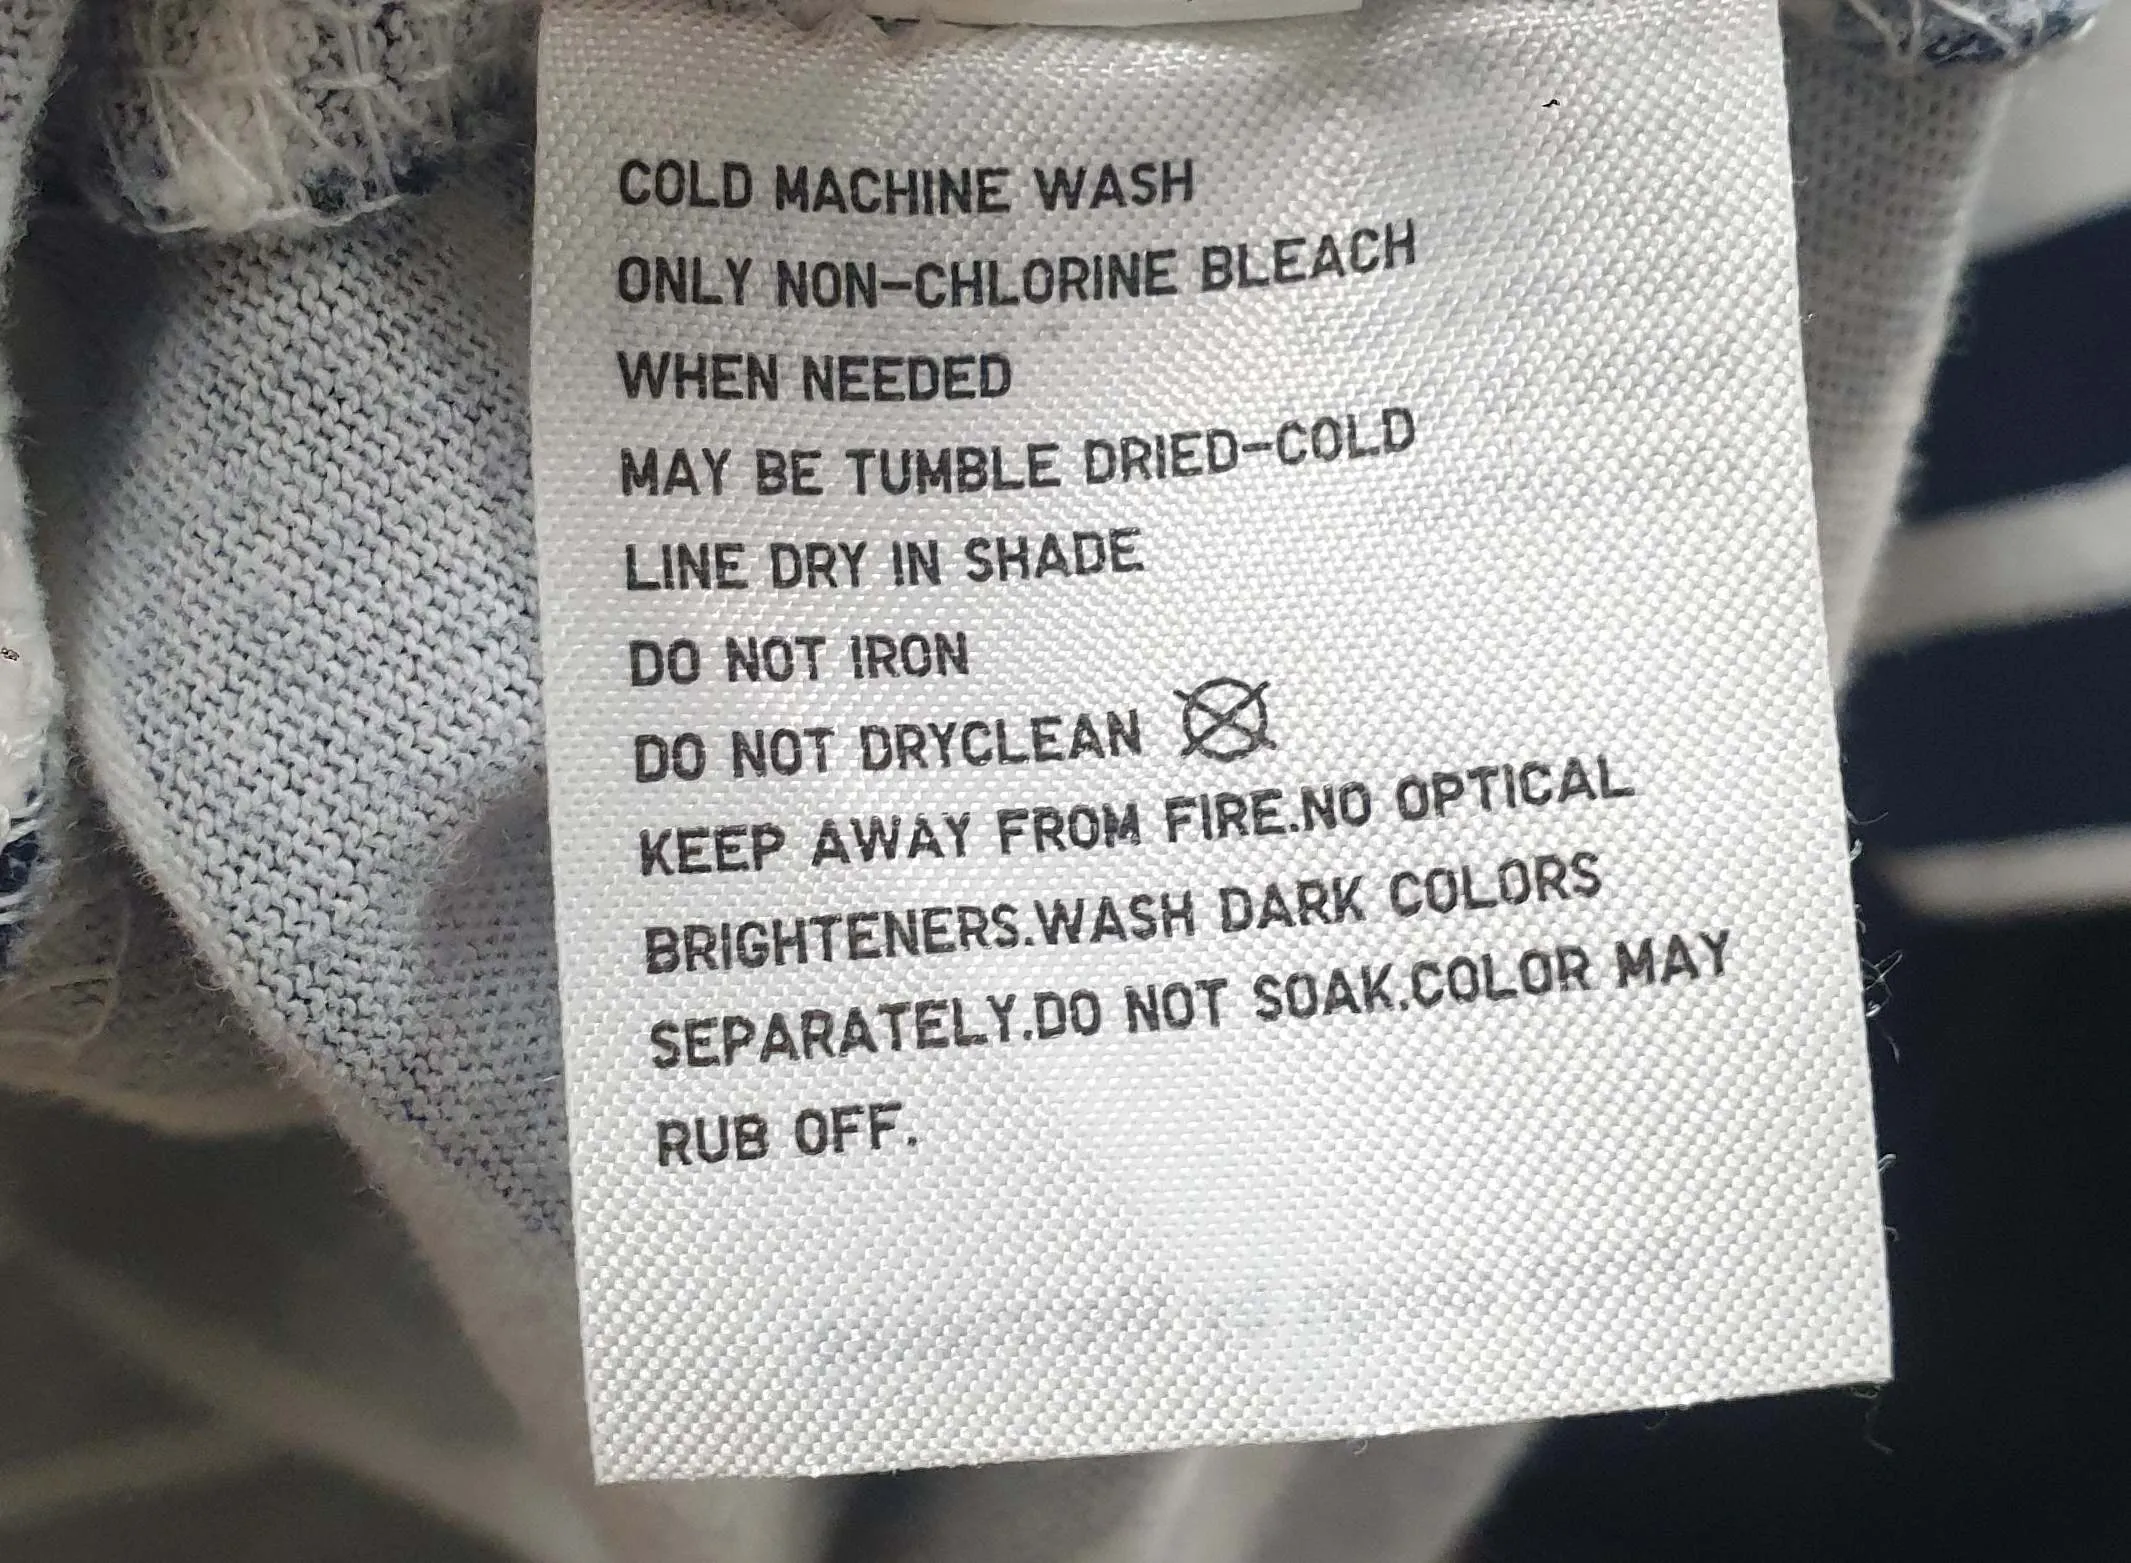 COLD MACHINE WASH
ONLY NON-CHLORINE BLEACH
WHEN NEEDED
MAY BE TUMBLE DRIED-COLD
LINE DRY IN SHADE
DO NOT IRON
DO NOT DRYCLEAN
KEEP AWAY FROM FIRE.NO OPTICAL
BRIGHTENERS.WASH DARK COLORS
SEPARATELY.DO NOT SOAK.COLOR MAY
RUB OFF.